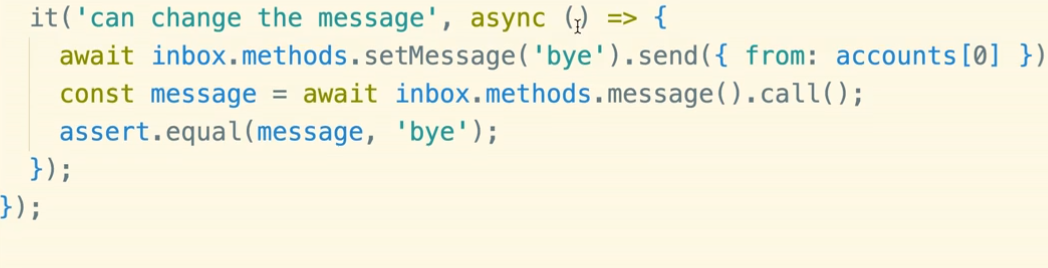 it('can change the message', async () => {
await inbox.methods.setMessage('bye').send({ from: accounts[0] })
const message = await inbox.methods.message().call();
assert.equal(message, 'bye');
});
});